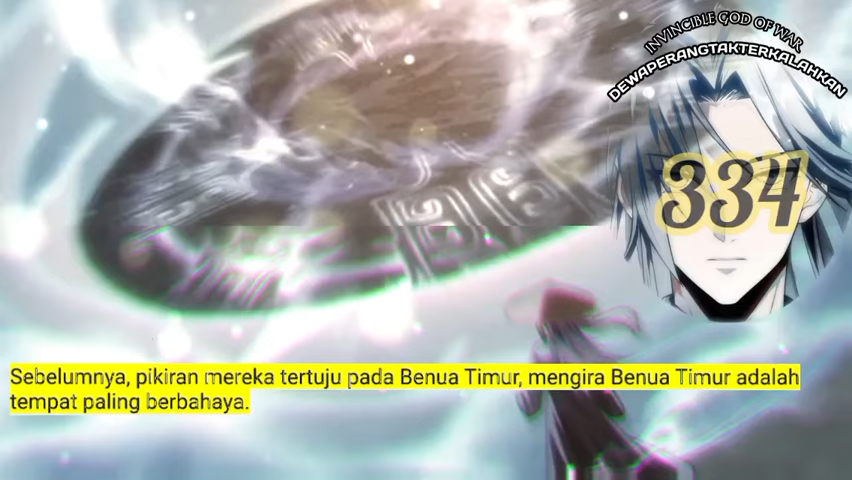 INVINCIBLE GOD OF WAR
DEWAPERANGTAKTERKALAHKAN
334
Sebelumnya, pikiran mereka tertuju pada Benua Timur, mengira Benua Timur adalah
tempat paling berbahaya.